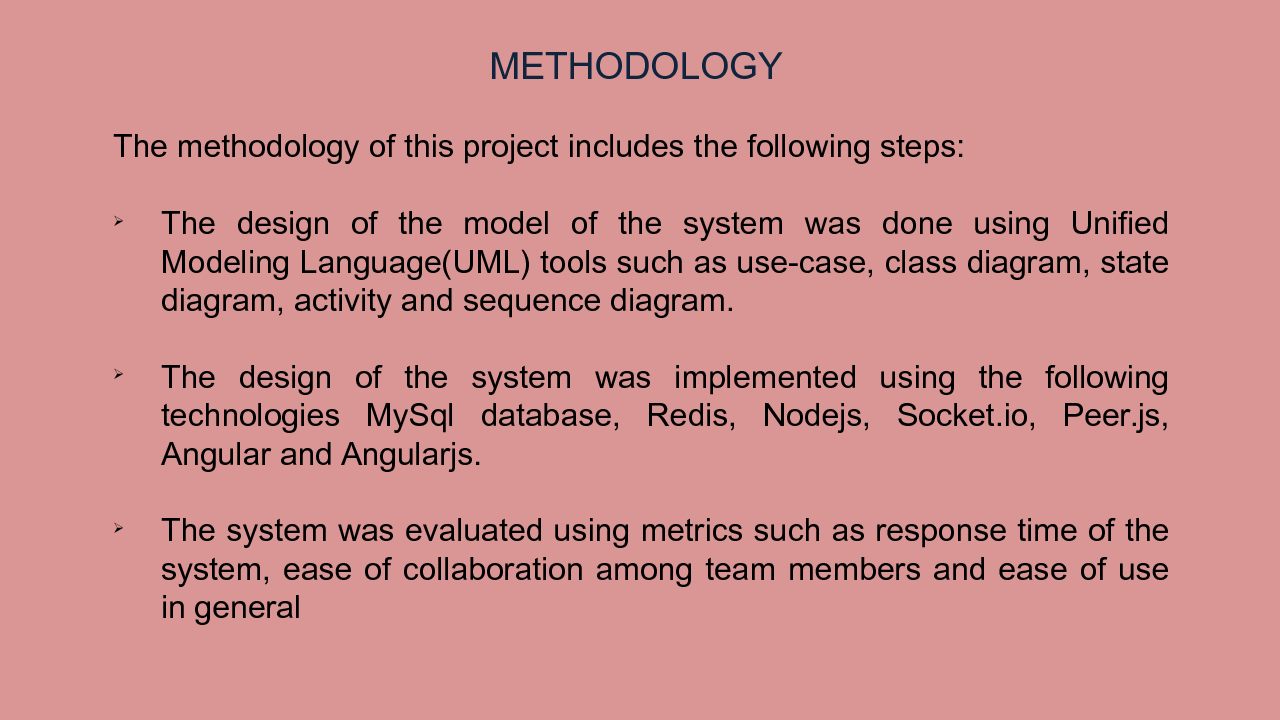 METHODOLOGY
The methodology of this project includes the following steps:
➢ The design of the model of the system was done using Unified
Modeling Language(UML) tools such as use-case, class diagram, state
diagram, activity and sequence diagram.
➢ The design of the system was implemented using the following
technologies MySql database, Redis, Nodejs, Socket.io, Peer.js,
Angular and Angularjs.
➢ The system was evaluated using metrics such as response time of the
system, ease of collaboration among team members and ease of use
in general